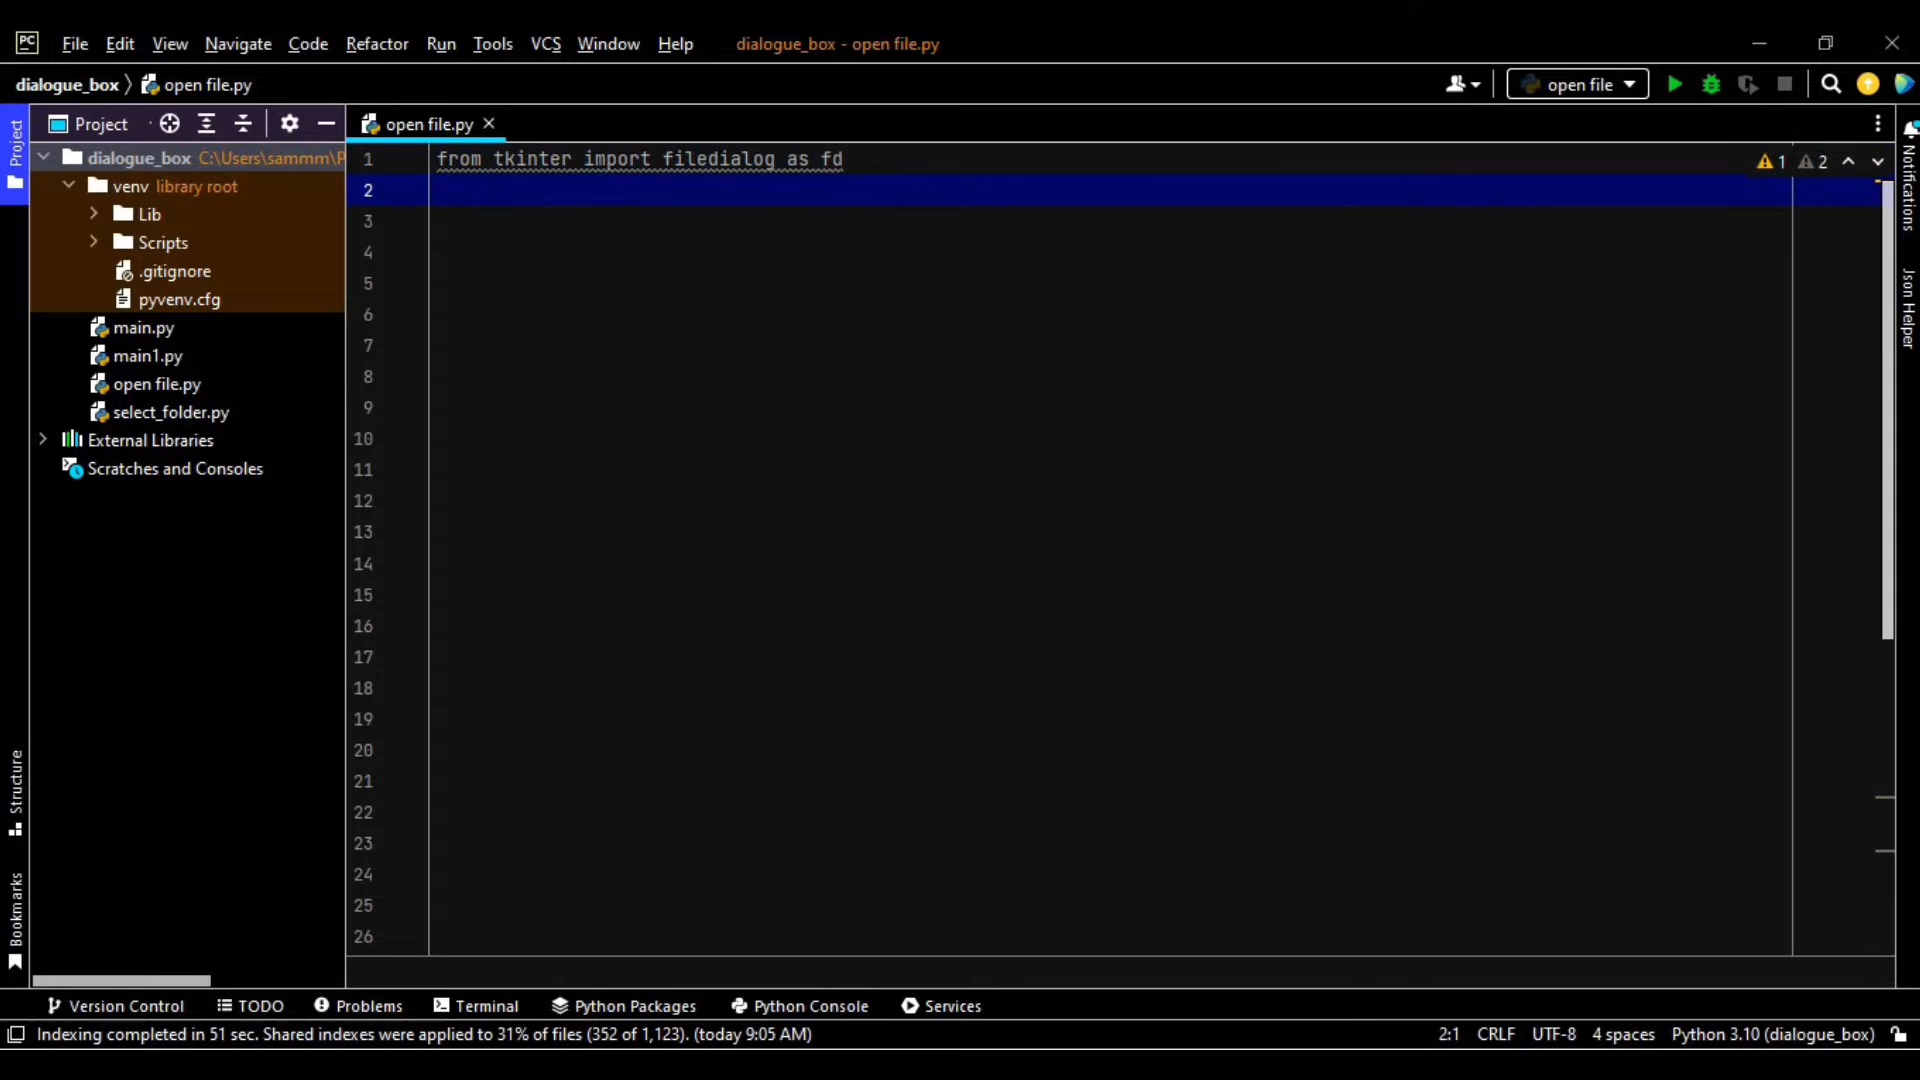 PC File Edit View Navigate Code Refactor Run Tools VCS Window Help dialogue_box - open file.py
dialogue_box open file.py open file
Project
Project
open file.py
dialogue_box C:\Users\sammm\P
venv library root
Lib
Scripts
.gitignore
pyvenv.cfg
main.py
main1.py
open file.py
select_folder.py
External Libraries
Scratches and Consoles
1 from tkinter import filedialog as fd
2
3
4
5
6
7
8
9
10
11
12
13
14
15
16
17
18
19
20
21
22
23
24
25
26
1 2
Notifications
Json Helper
Structure
Bookmarks
Version Control TODO Problems Terminal Python Packages Python Console Services
Indexing completed in 51 sec. Shared indexes were applied to 31% of files (352 of 1,123). (today 9:05 AM) 2:1 CRLF UTF-8 4 spaces Python 3.10 (dialogue_box)